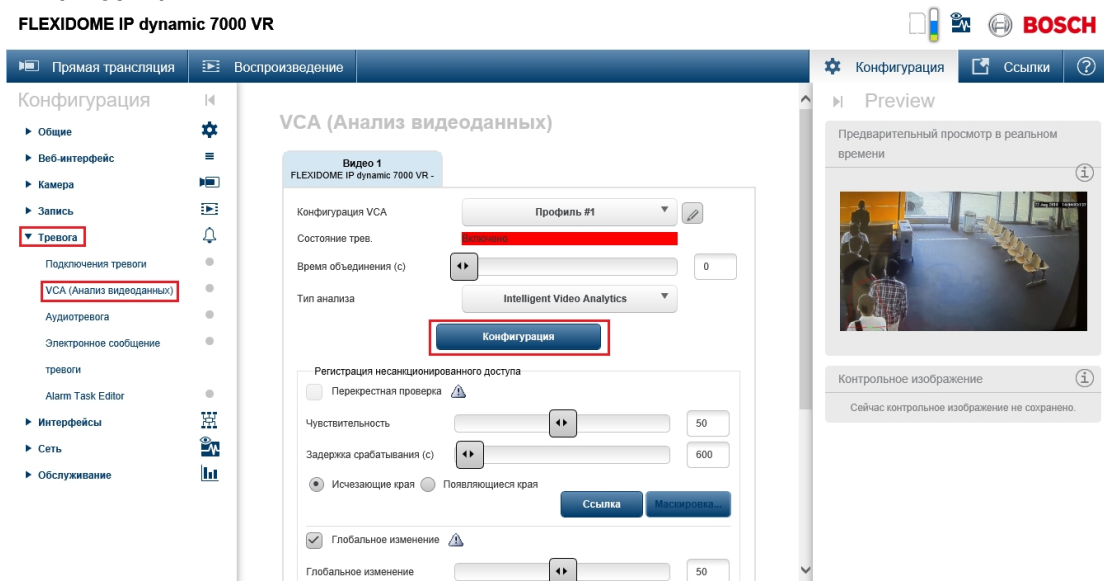 FLEXIDOME IP dynamic 7000 VR
BOSCH
Прямая трансляция
Воспроизведение
Конфигурация
Ссылки
Конфигурация
Общие
Веб-интерфейс
Камера
Запись
Тревога
Подключения тревоги
VCA (Анализ видеоданных)
Аудиотревога
Электронное сообщение
тревоги
Alarm Task Editor
Интерфейсы
Сеть
Обслуживание
VCA (Анализ видеоданных)
Видео 1
FLEXIDOME IP dynamic 7000 VR -
Конфигурация VCA
Профиль #1
Состояние трев.
Включено
Время объединения (с)
0
Тип анализа
Intelligent Video Analytics
Конфигурация
Регистрация несанкционированного доступа
Перекрестная проверка
Чувствительность
50
Задержка срабатывания (с)
600
Исчезающие края
Появляющиеся края
Ссылка
Маскировка...
Глобальное изменение
Глобальное изменение
50
Preview
Предварительный просмотр в реальном
времени
Контрольное изображение
Сейчас контрольное изображение не сохранено.